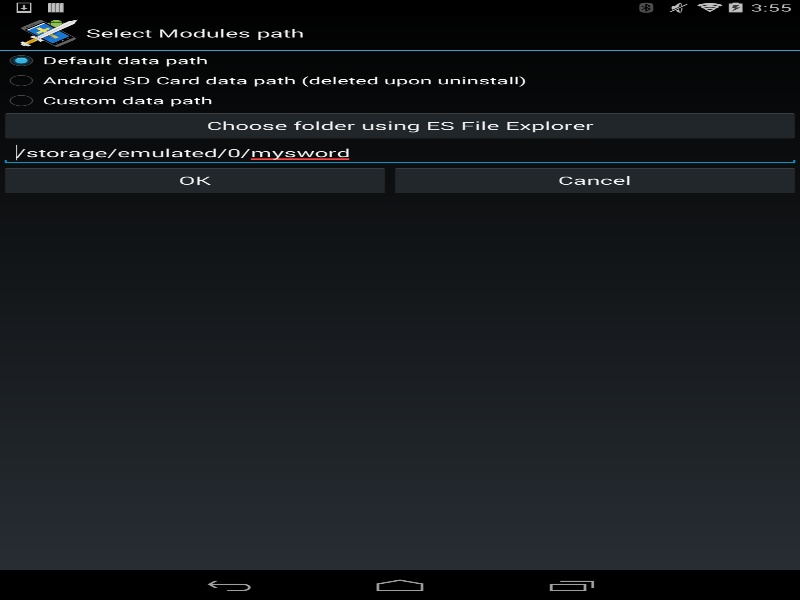 3:55
Select Modules path
Default data path
Android SD Card data path (deleted upon uninstall)
Custom data path
Choose folder using ES File Explorer
/storage/emulated/0/mysword
OK Cancel